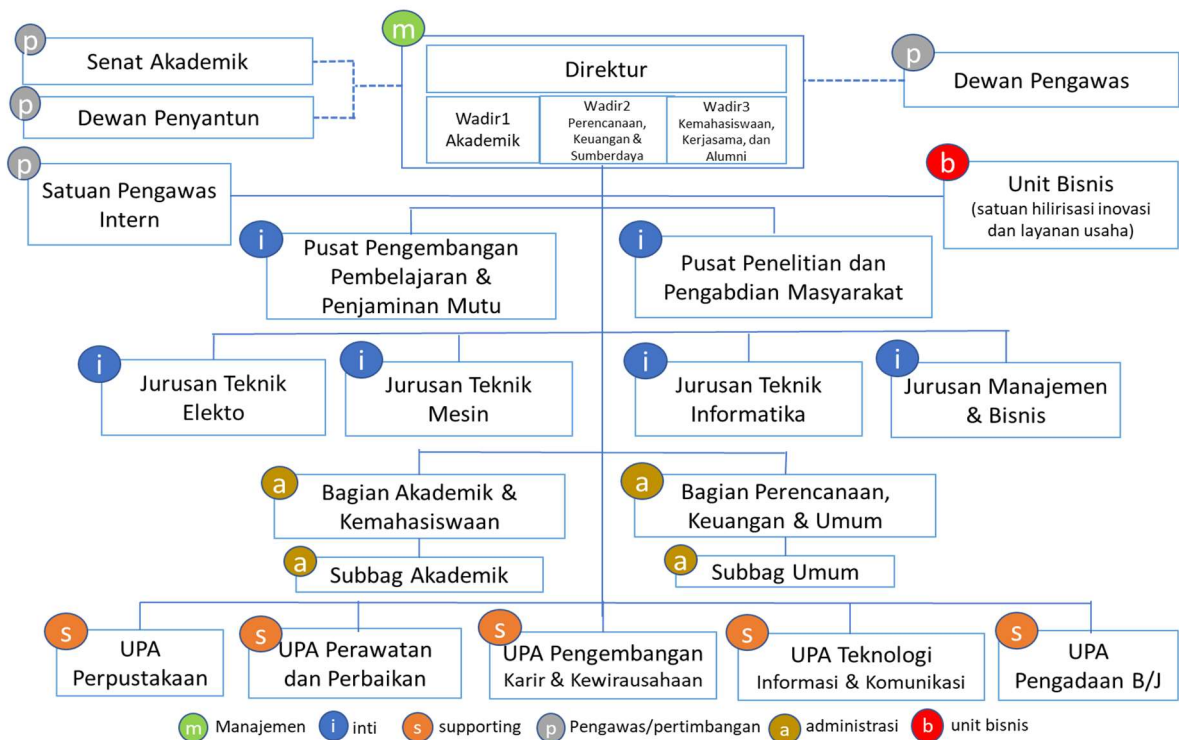 p
Senat Akademik
p
Dewan Penyantun
m
Direktur
Wadir1
Akademik
Wadir2
Perencanaan,
Keuangan &
Sumberdaya
Wadir3
Kemahasiswaan,
Kerjasama, dan
Alumni
p
Dewan Pengawas
p
Satuan Pengawas
Intern
b
Unit Bisnis
(satuan hilirisasi inovasi
dan layanan usaha)
i
Pusat Pengembangan
Pembelajaran &
Penjaminan Mutu
i
Pusat Penelitian dan
Pengabdian Masyarakat
i
Jurusan Teknik
Elekto
i
Jurusan Teknik
Mesin
i
Jurusan Teknik
Informatika
i
Jurusan Manajemen
& Bisnis
a
Bagian Akademik &
Kemahasiswaan
a
Bagian Perencanaan,
Keuangan & Umum
a
Subbag Akademik
a
Subbag Umum
s
UPA
Perpustakaan
s
UPA Perawatan
dan Perbaikan
s
UPA Pengembangan
Karir & Kewirausahaan
s
UPA Teknologi
Informasi & Komunikasi
s
UPA
Pengadaan B/J
m Manajemen i inti s supporting p Pengawas/pertimbangan a administrasi b unit bisnis